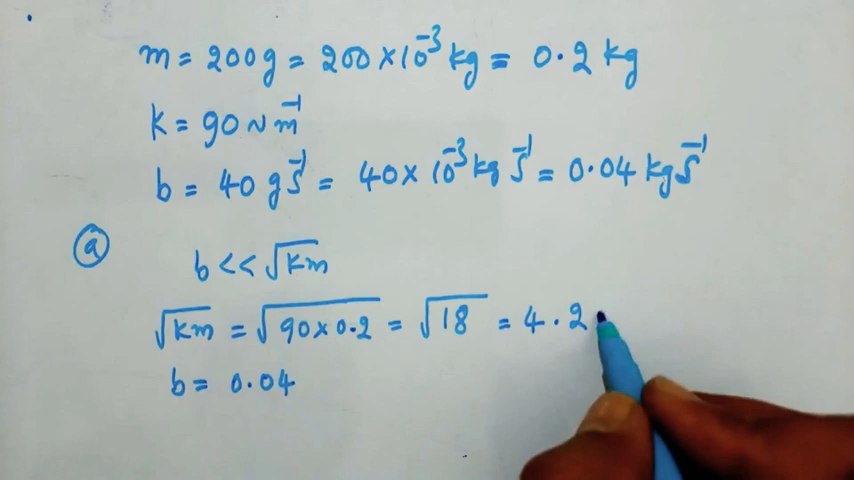 m = 200g = 200×10⁻³ kg = 0.2 kg
k = 90 N m⁻¹
b = 40 g s⁻¹ = 40 × 10⁻³ kg s⁻¹ = 0.04 kg s⁻¹
(a)
b << √km
√km = √90×0.2 = √18 = 4.2
b = 0.04